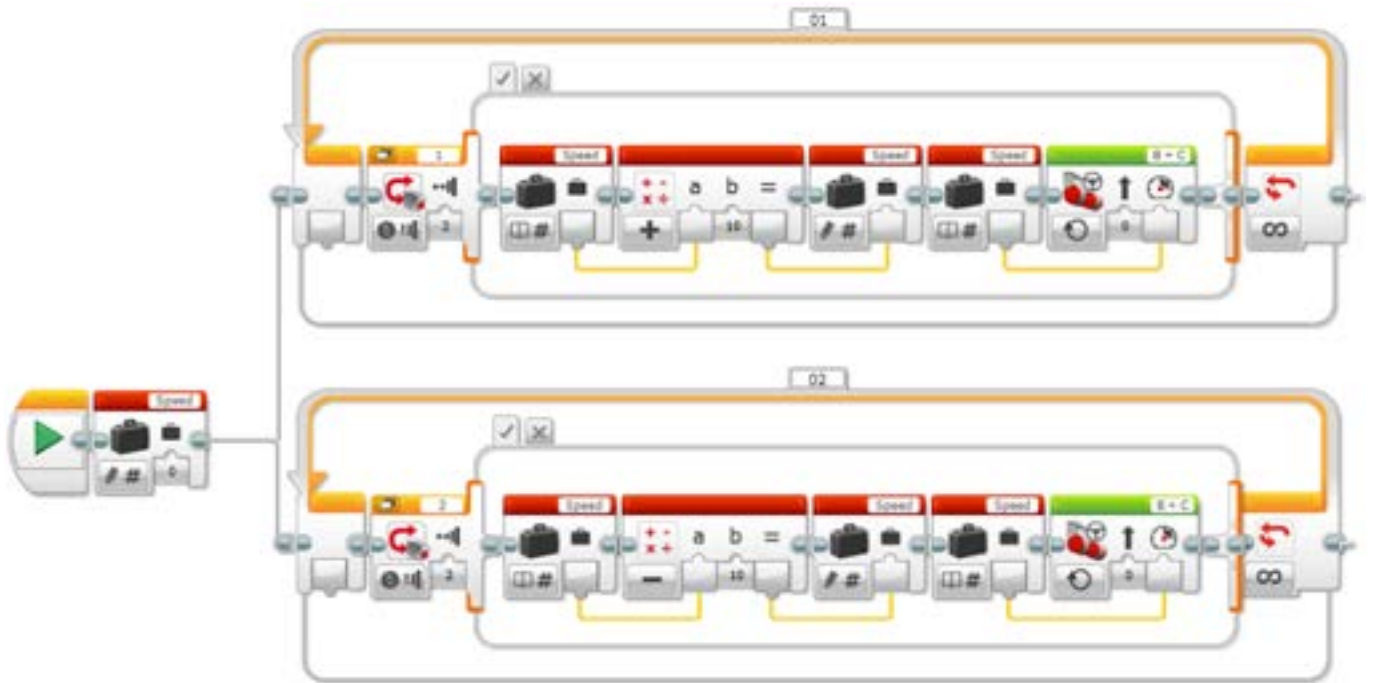 01
1
Speed
Speed
Speed
B + C
a b =
#
+
10
#
#
0
2
∞
02
Speed
# 0
2
Speed
Speed
Speed
B + C
a b =
#
−
10
#
#
0
2
∞